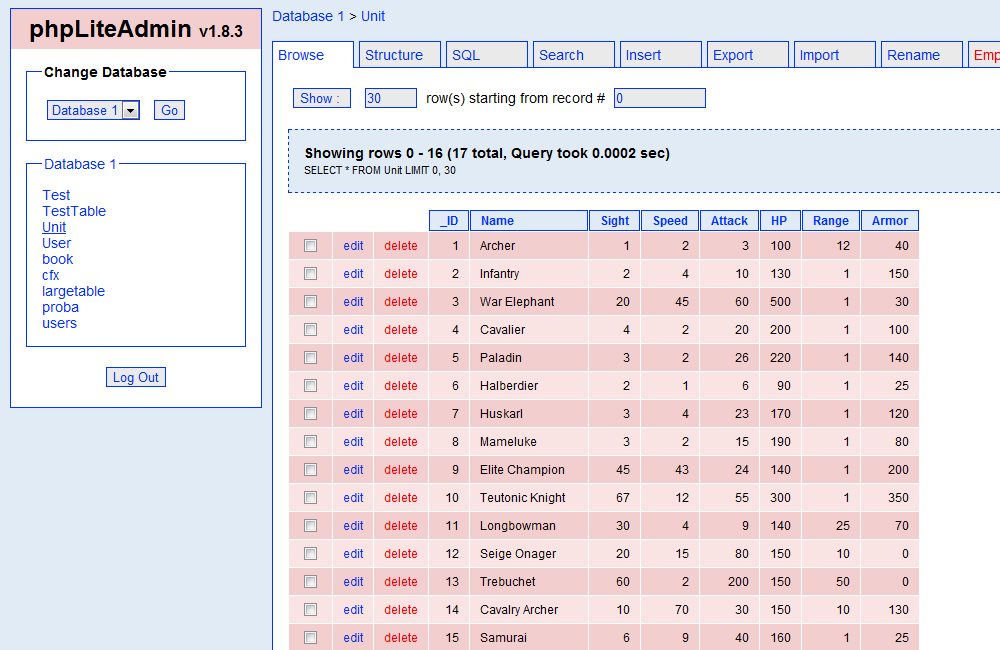 phpLiteAdmin v1.8.3
Change Database
Database 1 Go
Database 1
Test
TestTable
Unit
User
book
cfx
largetable
proba
users
Log Out
Database 1 > Unit
Browse Structure SQL Search Insert Export Import Rename Emp
Show : 30 row(s) starting from record # 0
Showing rows 0 - 16 (17 total, Query took 0.0002 sec)
SELECT * FROM Unit LIMIT 0, 30
_ID Name Sight Speed Attack HP Range Armor
edit delete 1 Archer 1 2 3 100 12 40
edit delete 2 Infantry 2 4 10 130 1 150
edit delete 3 War Elephant 20 45 60 500 1 30
edit delete 4 Cavalier 4 2 20 200 1 100
edit delete 5 Paladin 3 2 26 220 1 140
edit delete 6 Halberdier 2 1 6 90 1 25
edit delete 7 Huskarl 3 4 23 170 1 120
edit delete 8 Mameluke 3 2 15 190 1 80
edit delete 9 Elite Champion 45 43 24 140 1 200
edit delete 10 Teutonic Knight 67 12 55 300 1 350
edit delete 11 Longbowman 30 4 9 140 25 70
edit delete 12 Seige Onager 20 15 80 150 10 0
edit delete 13 Trebuchet 60 2 200 150 50 0
edit delete 14 Cavalry Archer 10 70 30 150 10 130
edit delete 15 Samurai 6 9 40 160 1 25